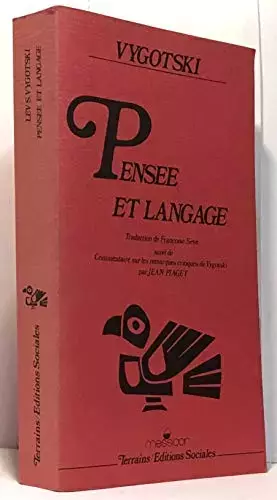 LEV S. VYGOTSKI
PENSEE ET LANGAGE
Terrains / Editions Sociales
VYGOTSKI
PENSEE
ET LANGAGE
Traduction de Françoise Sève
suivi de
Commentaire sur les remarques critiques de Vygotski
par JEAN PIAGET
messidor
Terrains / Editions Sociales